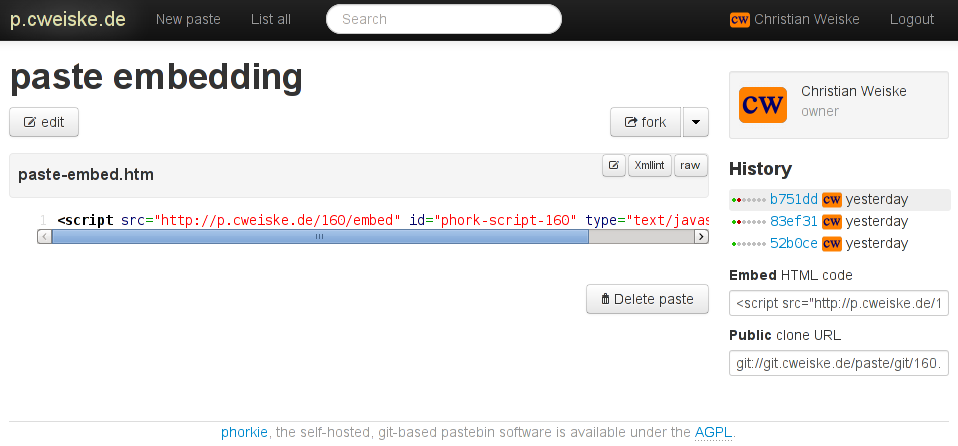 p.cweiske.de New paste List all Search cw Christian Weiske Logout
paste embedding
edit
fork
paste-embed.htm
Xmllint raw
1 <script src="http://p.cweiske.de/160/embed" id="phork-script-160" type="text/javas
Delete paste
cw
Christian Weiske
owner
History
b751dd cw yesterday
83ef31 cw yesterday
52b0ce cw yesterday
Embed HTML code
<script src="http://p.cweiske.de/1
Public clone URL
git://git.cweiske.de/paste/git/160.
phorkie, the self-hosted, git-based pastebin software is available under the AGPL.